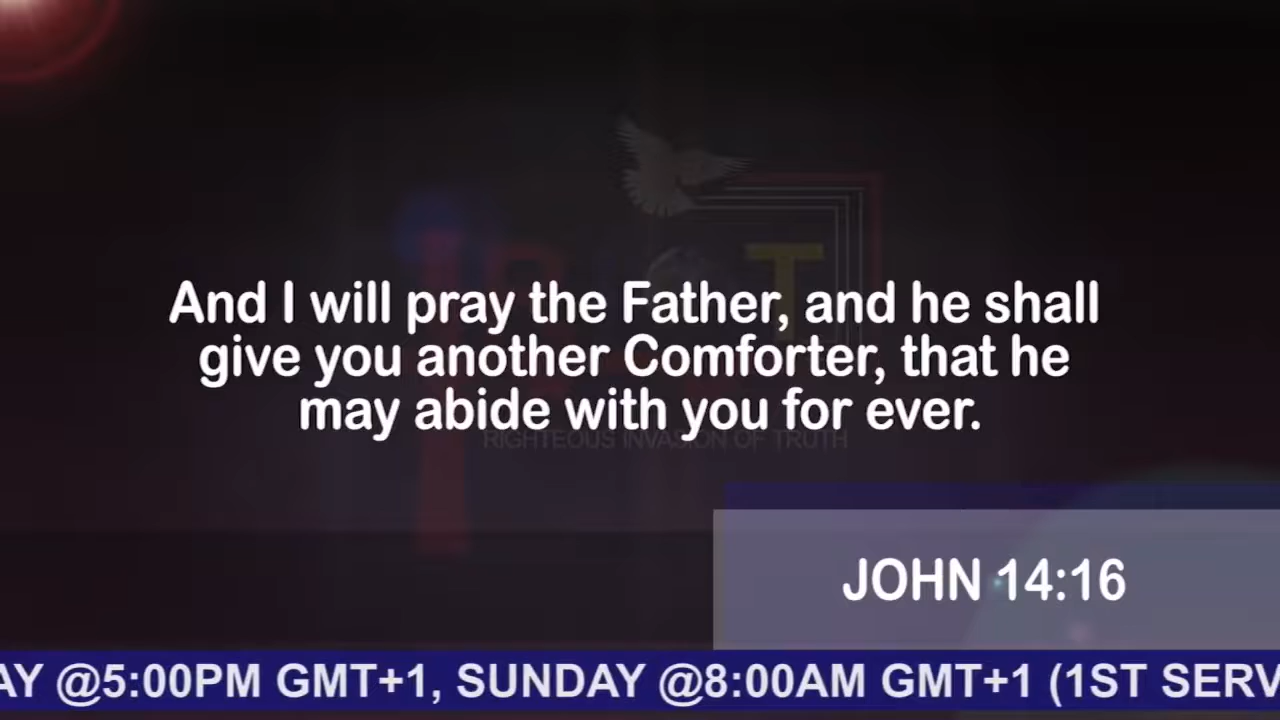 T
And I will pray the Father, and he shall
give you another Comforter, that he
may abide with you for ever.
RIGHTEOUS INVASION OF TRUTH
JOHN 14:16
AY @5:00PM GMT+1, SUNDAY @8:00AM GMT+1 (1ST SERV